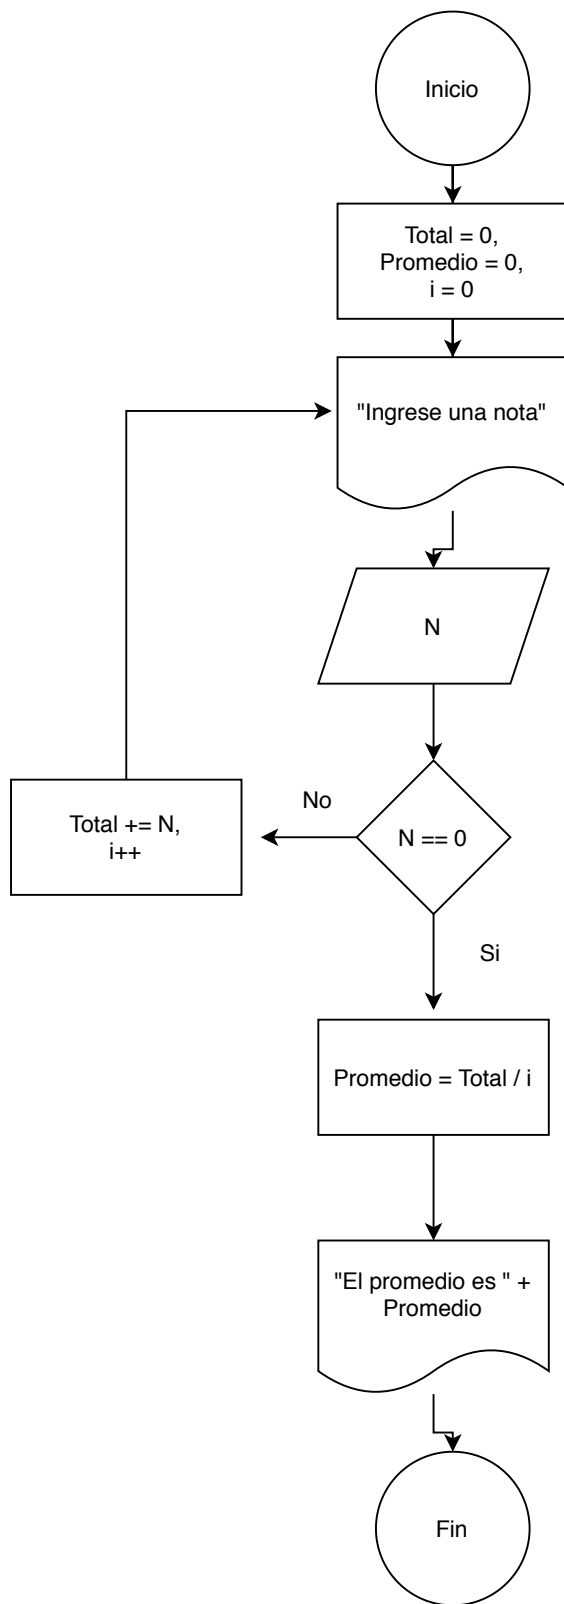 Inicio
Total = 0,
Promedio = 0,
i = 0
"Ingrese una nota"
N
N == 0
No
Total += N,
i++
Si
Promedio = Total / i
"El promedio es " +
Promedio
Fin